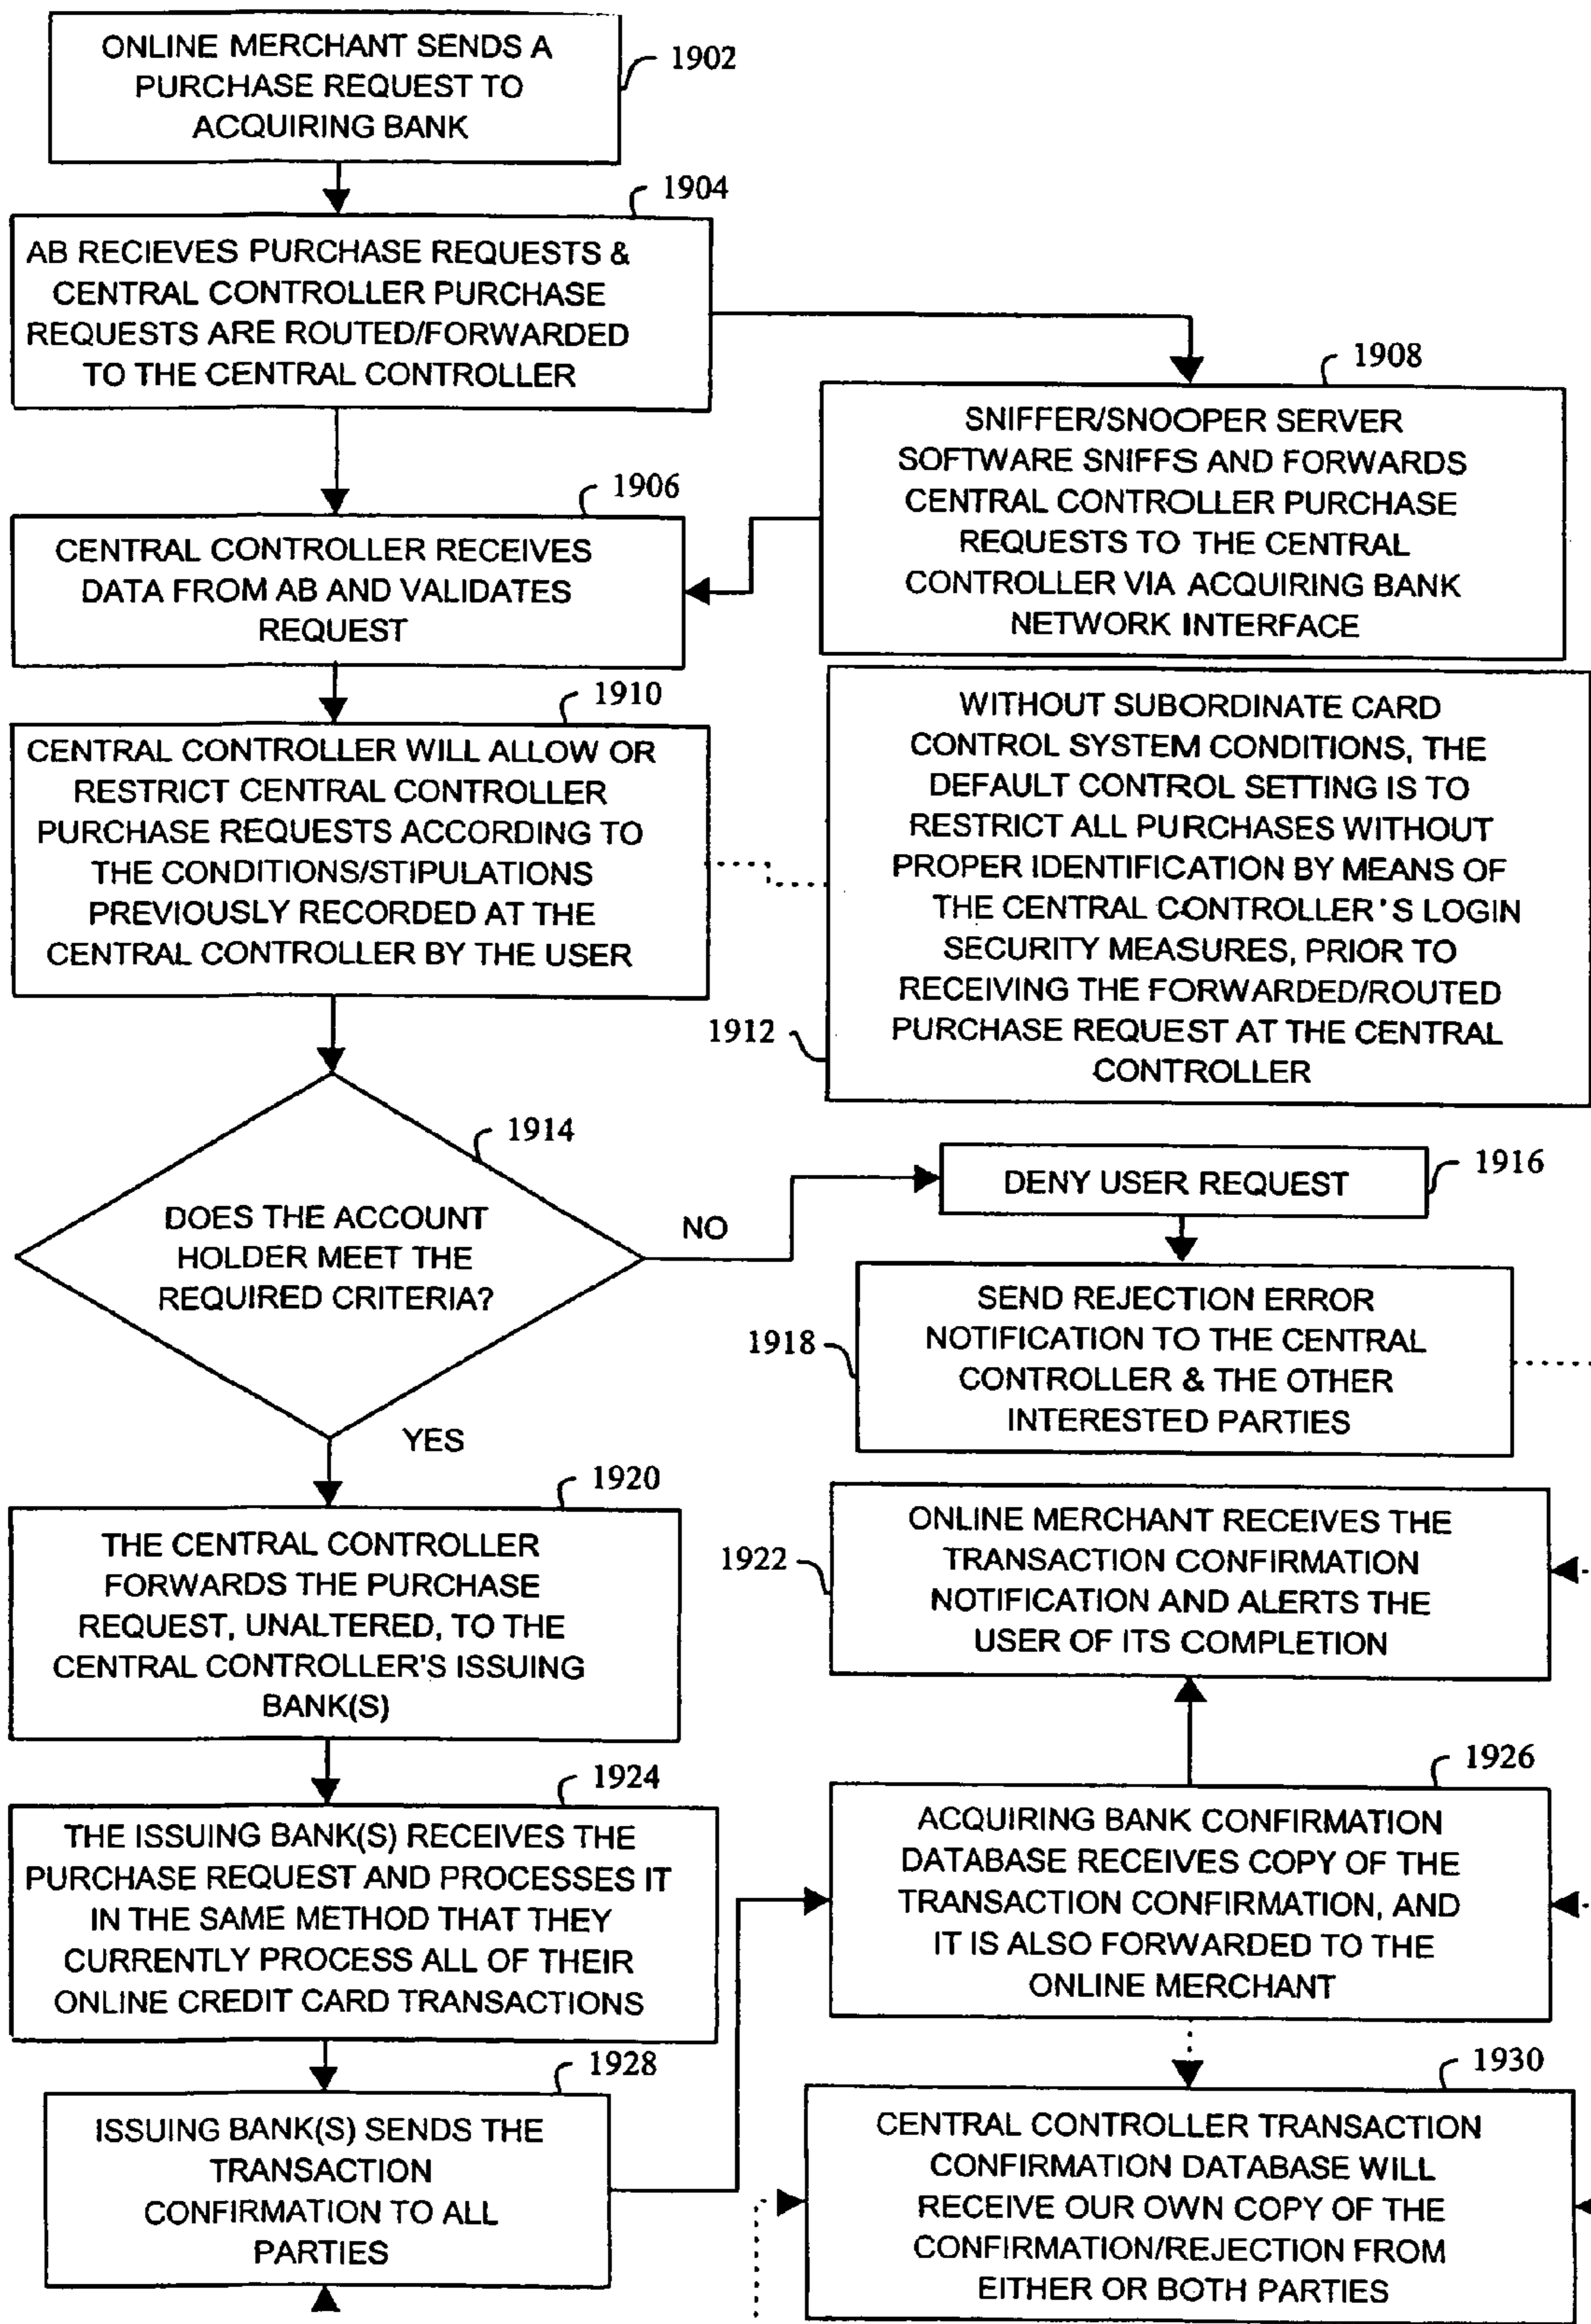 ONLINE MERCHANT SENDS A
PURCHASE REQUEST TO
ACQUIRING BANK
1902
1904
AB RECIEVES PURCHASE REQUESTS &
CENTRAL CONTROLLER PURCHASE
REQUESTS ARE ROUTED/FORWARDED
TO THE CENTRAL CONTROLLER
1908
SNIFFER/SNOOPER SERVER
SOFTWARE SNIFFS AND FORWARDS
CENTRAL CONTROLLER PURCHASE
REQUESTS TO THE CENTRAL
CONTROLLER VIA ACQUIRING BANK
NETWORK INTERFACE
1906
CENTRAL CONTROLLER RECEIVES
DATA FROM AB AND VALIDATES
REQUEST
1910
CENTRAL CONTROLLER WILL ALLOW OR
RESTRICT CENTRAL CONTROLLER
PURCHASE REQUESTS ACCORDING TO
THE CONDITIONS/STIPULATIONS
PREVIOUSLY RECORDED AT THE
CENTRAL CONTROLLER BY THE USER
WITHOUT SUBORDINATE CARD
CONTROL SYSTEM CONDITIONS, THE
DEFAULT CONTROL SETTING IS TO
RESTRICT ALL PURCHASES WITHOUT
PROPER IDENTIFICATION BY MEANS OF
THE CENTRAL CONTROLLER'S LOGIN
SECURITY MEASURES, PRIOR TO
RECEIVING THE FORWARDED/ROUTED
PURCHASE REQUEST AT THE CENTRAL
CONTROLLER
1912
1914
DOES THE ACCOUNT
HOLDER MEET THE
REQUIRED CRITERIA?
NO
YES
DENY USER REQUEST
1916
SEND REJECTION ERROR
NOTIFICATION TO THE CENTRAL
CONTROLLER & THE OTHER
INTERESTED PARTIES
1918
1920
THE CENTRAL CONTROLLER
FORWARDS THE PURCHASE
REQUEST, UNALTERED, TO THE
CENTRAL CONTROLLER'S ISSUING
BANK(S)
ONLINE MERCHANT RECEIVES THE
TRANSACTION CONFIRMATION
NOTIFICATION AND ALERTS THE
USER OF ITS COMPLETION
1922
1924
THE ISSUING BANK(S) RECEIVES THE
PURCHASE REQUEST AND PROCESSES IT
IN THE SAME METHOD THAT THEY
CURRENTLY PROCESS ALL OF THEIR
ONLINE CREDIT CARD TRANSACTIONS
1926
ACQUIRING BANK CONFIRMATION
DATABASE RECEIVES COPY OF THE
TRANSACTION CONFIRMATION, AND
IT IS ALSO FORWARDED TO THE
ONLINE MERCHANT
1928
ISSUING BANK(S) SENDS THE
TRANSACTION
CONFIRMATION TO ALL
PARTIES
1930
CENTRAL CONTROLLER TRANSACTION
CONFIRMATION DATABASE WILL
RECEIVE OUR OWN COPY OF THE
CONFIRMATION/REJECTION FROM
EITHER OR BOTH PARTIES